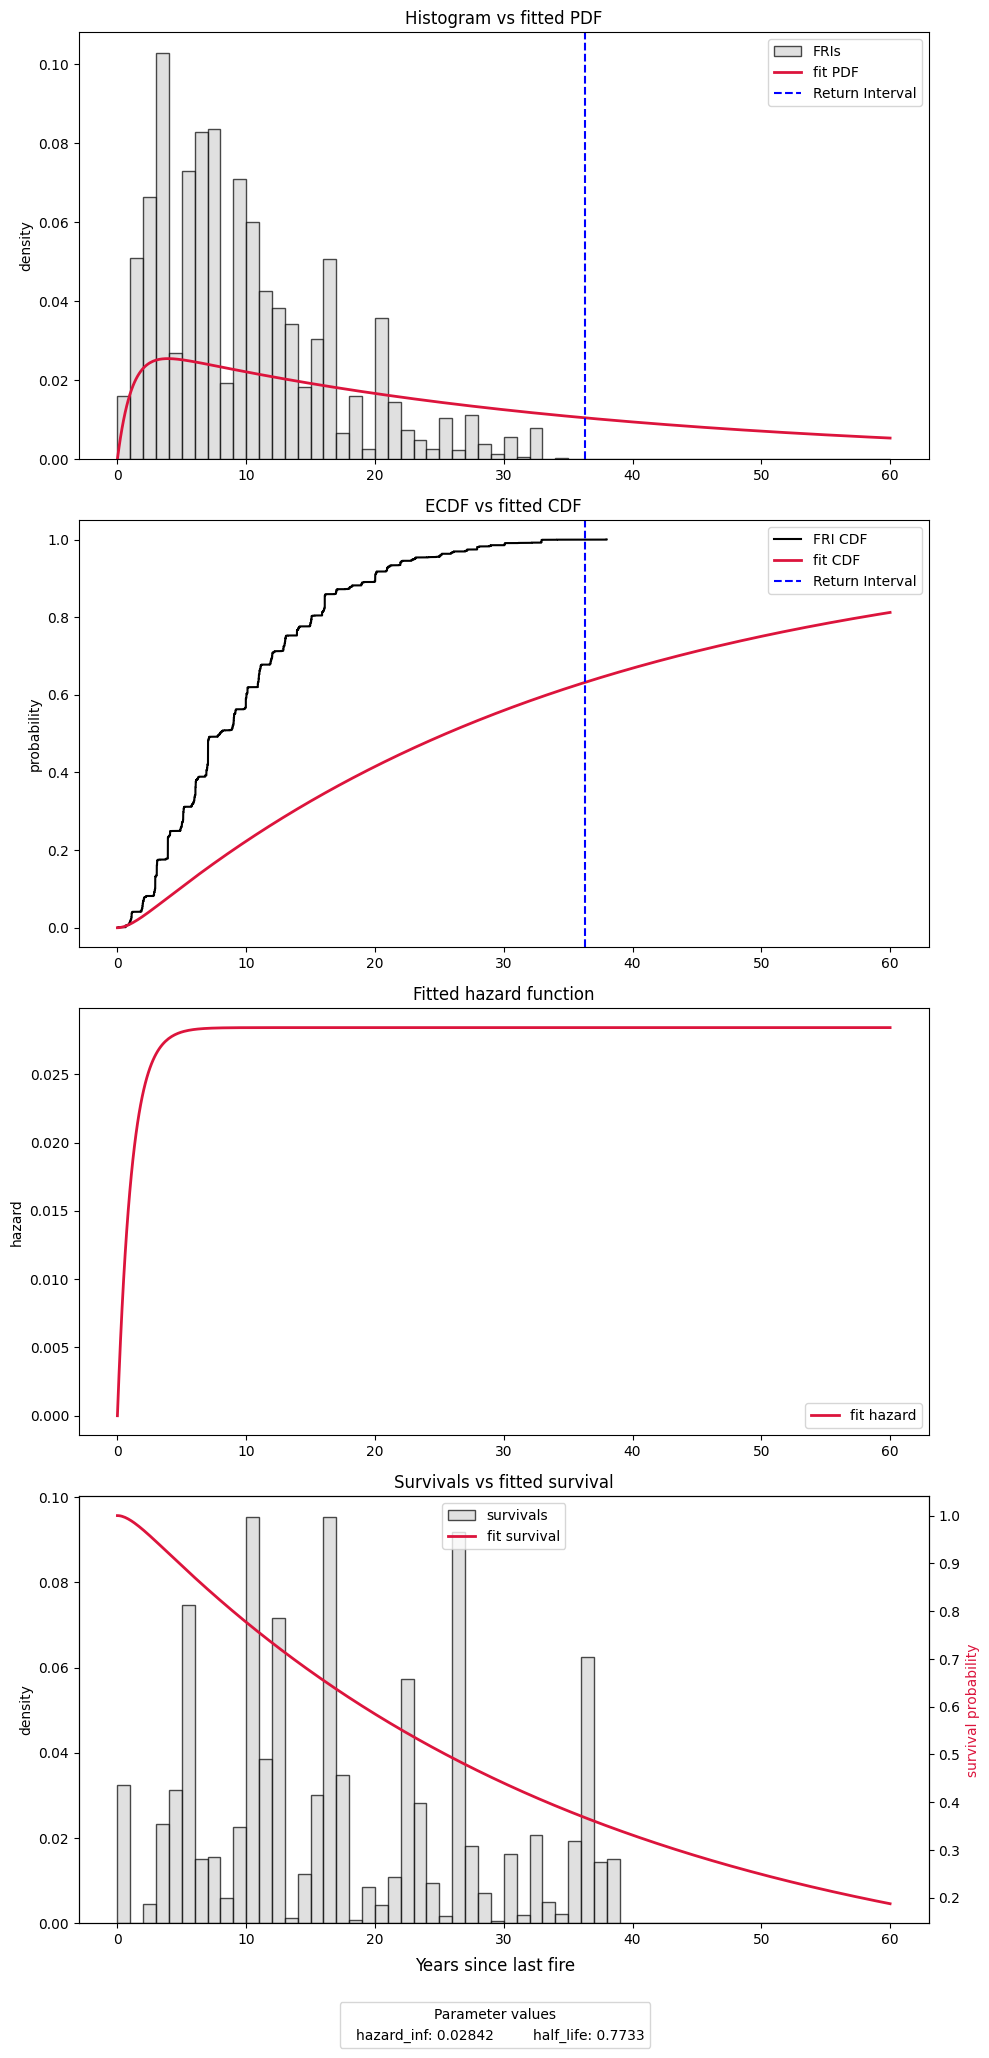 Histogram vs fitted PDF
FRIs
fit PDF
Return Interval
density
0.10
0.08
0.06
0.04
0.02
0.00
0 10 20 30 40 50 60
ECDF vs fitted CDF
FRI CDF
fit CDF
Return Interval
probability
1.0
0.8
0.6
0.4
0.2
0.0
0 10 20 30 40 50 60
Fitted hazard function
hazard
0.025
0.020
0.015
0.010
0.005
0.000
fit hazard
0 10 20 30 40 50 60
Survivals vs fitted survival
survivals
fit survival
density
0.10
0.08
0.06
0.04
0.02
0.00
1.0
0.9
0.8
0.7
0.6
0.5
0.4
0.3
0.2
survival probability
0 10 20 30 40 50 60
Years since last fire
Parameter values
hazard_inf: 0.02842 half_life: 0.7733